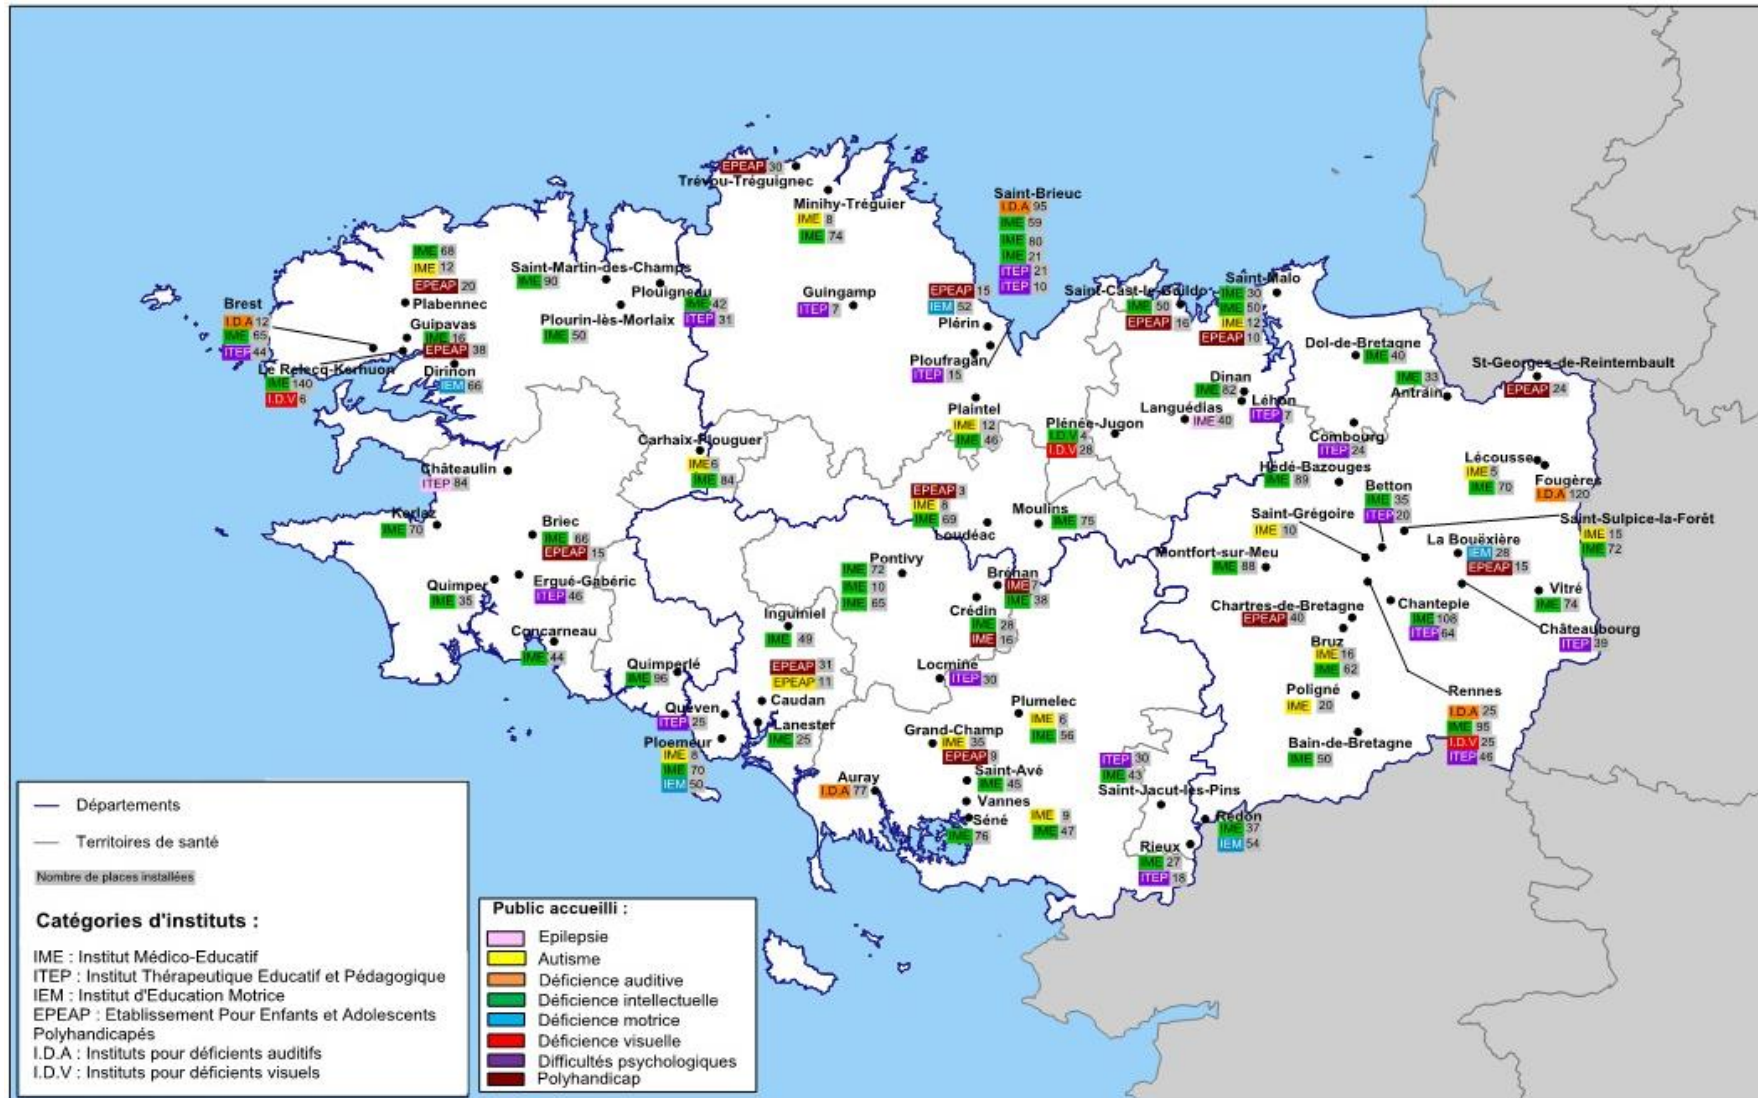 EPEAP 30
Trévou-Tréguignec
Minihy-Tréguier
IME 8
IME 74
Saint-Brieuc
I.D.A 95
IME 59
IME 80
IME 21
ITEP 21
ITEP 10
IME 68
IME 12
EPEAP 20
Plabennec
Saint-Martin-des-Champs
IME 90
Plouigneau
IME 42
ITEP 31
Plourin-lès-Morlaix
IME 50
Guingamp
ITEP 7
EPEAP 15
IEM 52
Plérin
Saint-Cast-le-Guildo
IME 50
EPEAP 16
Saint-Malo
IME 30
IME 50
IME 12
EPEAP 10
Brest
I.D.A 12
IME 65
ITEP 44
Guipavas
IME 16
EPEAP 38
Le Relecq-Kerhuon
IME 140
I.D.V 6
Dirinon
IEM 66
Ploufragan
ITEP 15
Dol-de-Bretagne
IME 40
St-Georges-de-Reintembault
EPEAP 24
IME 33
Antrain
Dinan
IME 82
Léhon
ITEP 7
Languédias
IME 40
Plaintel
IME 12
IME 46
Plénée-Jugon
I.D.V 4
I.D.V 28
Combourg
ITEP 24
Carhaix-Plouguer
IME 6
IME 84
Châteaulin
ITEP 84
Hédé-Bazouges
IME 89
Lécousse
IME 5
IME 70
Fougères
I.D.A 120
Betton
IME 35
ITEP 20
EPEAP 3
IME 8
IME 69
Loudéac
Moulins
IME 75
Saint-Grégoire
IME 10
Saint-Sulpice-la-Forêt
IME 15
IME 72
Kerlaz
IME 70
Briec
IME 66
EPEAP 15
La Bouëxière
IEM 28
EPEAP 15
Montfort-sur-Meu
IME 88
Pontivy
IME 72
IME 10
IME 65
Bréhan
IME 7
IME 38
Quimper
IME 35
Ergué-Gabéric
ITEP 46
Vitré
IME 74
Crédin
IME 28
IME 16
Inguiniel
IME 49
Chartres-de-Bretagne
EPEAP 40
Chantepie
IME 108
ITEP 64
Châteaubourg
ITEP 39
Concarneau
IME 44
Bruz
IME 16
IME 62
Quimperlé
IME 96
EPEAP 31
EPEAP 11
Caudan
Locminé
ITEP 30
Poligné
IME 20
Rennes
I.D.A 25
IME 95
I.D.V 25
ITEP 46
Quéven
ITEP 25
Plumelec
IME 6
IME 56
Lanester
IME 25
Grand-Champ
IME 35
EPEAP 9
Ploemeur
IME 8
IME 70
IEM 50
Bain-de-Bretagne
IME 50
ITEP 30
IME 43
Saint-Jacut-les-Pins
Auray
I.D.A 77
Saint-Avé
IME 45
Vannes
IME 9
IME 47
Séné
IME 76
Redon
IME 37
IEM 54
Rieux
IME 27
ITEP 18
Départements
Territoires de santé
Nombre de places installées
Catégories d'instituts :
IME : Institut Médico-Educatif
ITEP : Institut Thérapeutique Educatif et Pédagogique
IEM : Institut d'Education Motrice
EPEAP : Etablissement Pour Enfants et Adolescents
Polyhandicapés
I.D.A : Instituts pour déficients auditifs
I.D.V : Instituts pour déficients visuels
Public accueilli :
Epilepsie
Autisme
Déficience auditive
Déficience intellectuelle
Déficience motrice
Déficience visuelle
Difficultés psychologiques
Polyhandicap